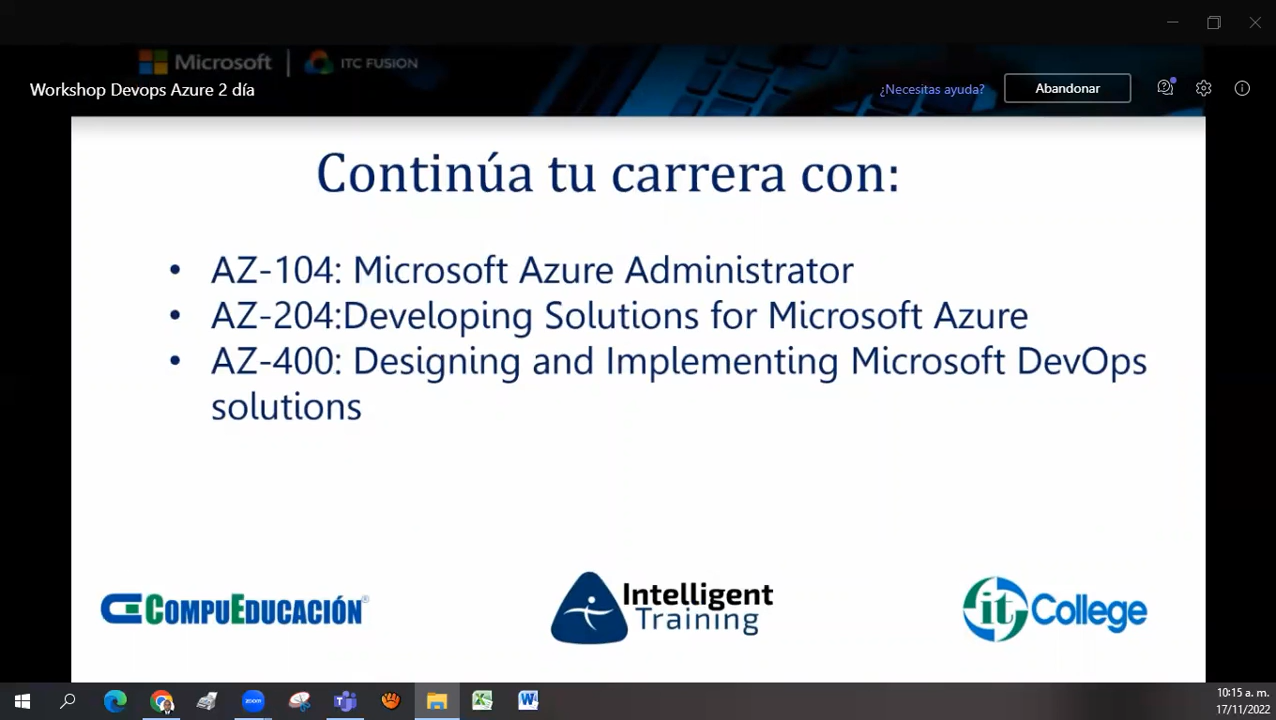 Microsoft | ITC FUSION
Workshop Devops Azure 2 día
¿Necesitas ayuda?
Abandonar
Continúa tu carrera con:
• AZ-104: Microsoft Azure Administrator
• AZ-204:Developing Solutions for Microsoft Azure
• AZ-400: Designing and Implementing Microsoft DevOps
solutions
COMPUEDUCACIÓN®
Intelligent
Training
it College
zoom
10:15 a. m.
17/11/2022